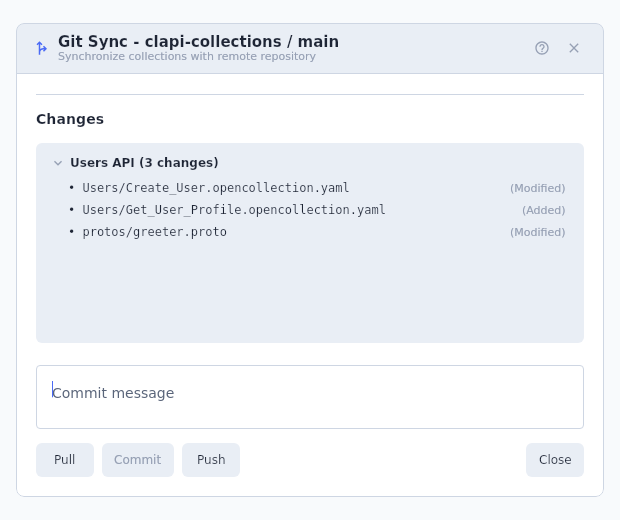 Git Sync - clapi-collections / main
Synchronize collections with remote repository
Changes
Users API (3 changes)
• Users/Create_User.opencollection.yaml (Modified)
• Users/Get_User_Profile.opencollection.yaml (Added)
• protos/greeter.proto (Modified)
Commit message
Pull Commit Push Close